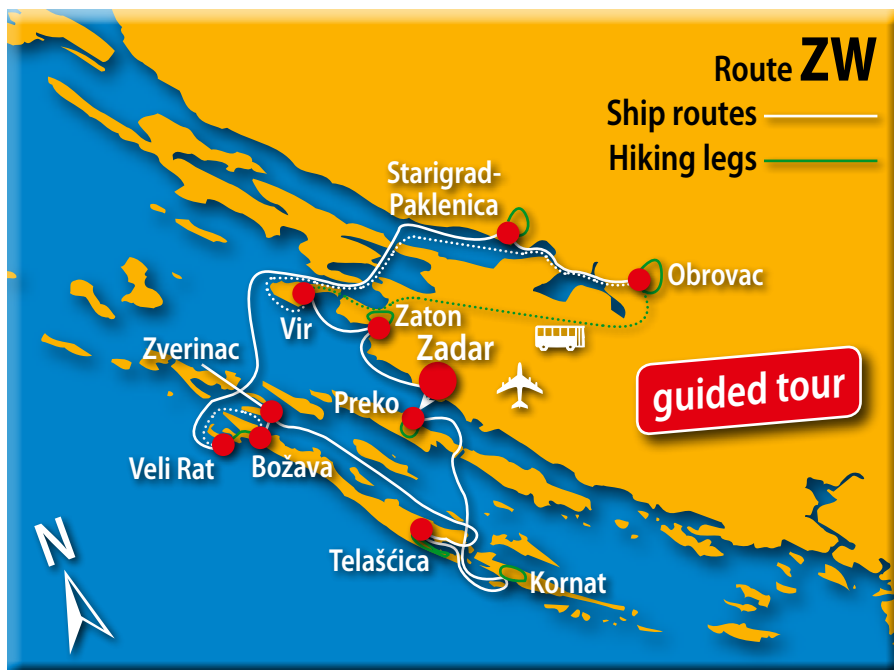 Route ZW
Ship routes
Hiking legs
Starigrad-
Paklenica
Obrovac
Vir
Zaton
Zverinac
Zadar
guided tour
Preko
Veli Rat
Božava
Telašćica
Kornat
N